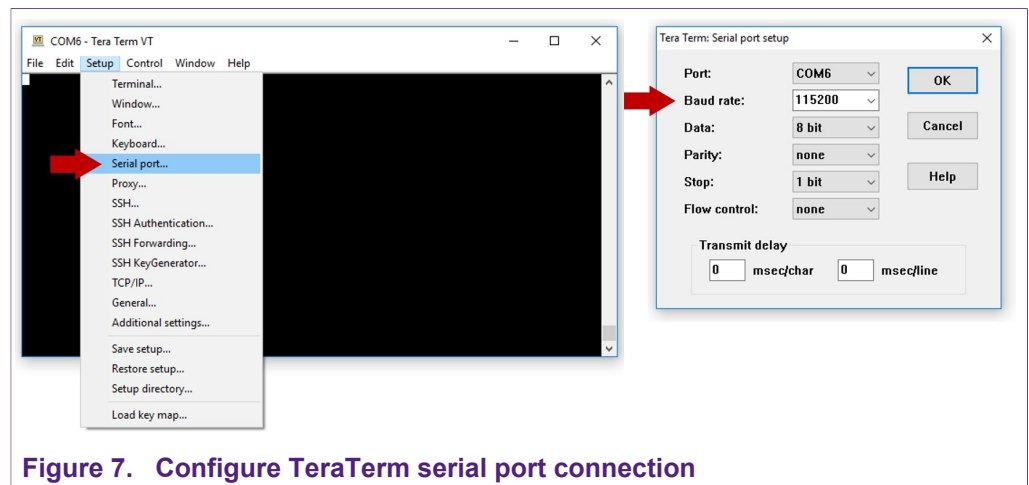 COM6 - Tera Term VT
File Edit Setup Control Window Help
Terminal...
Window...
Font...
Keyboard...
Serial port...
Proxy...
SSH...
SSH Authentication...
SSH Forwarding...
SSH KeyGenerator...
TCP/IP...
General...
Additional settings...
Save setup...
Restore setup...
Setup directory...
Load key map...
Tera Term: Serial port setup
Port: COM6 OK
Baud rate: 115200
Data: 8 bit Cancel
Parity: none
Stop: 1 bit Help
Flow control: none
Transmit delay
0 msec/char 0 msec/line
Figure 7. Configure TeraTerm serial port connection